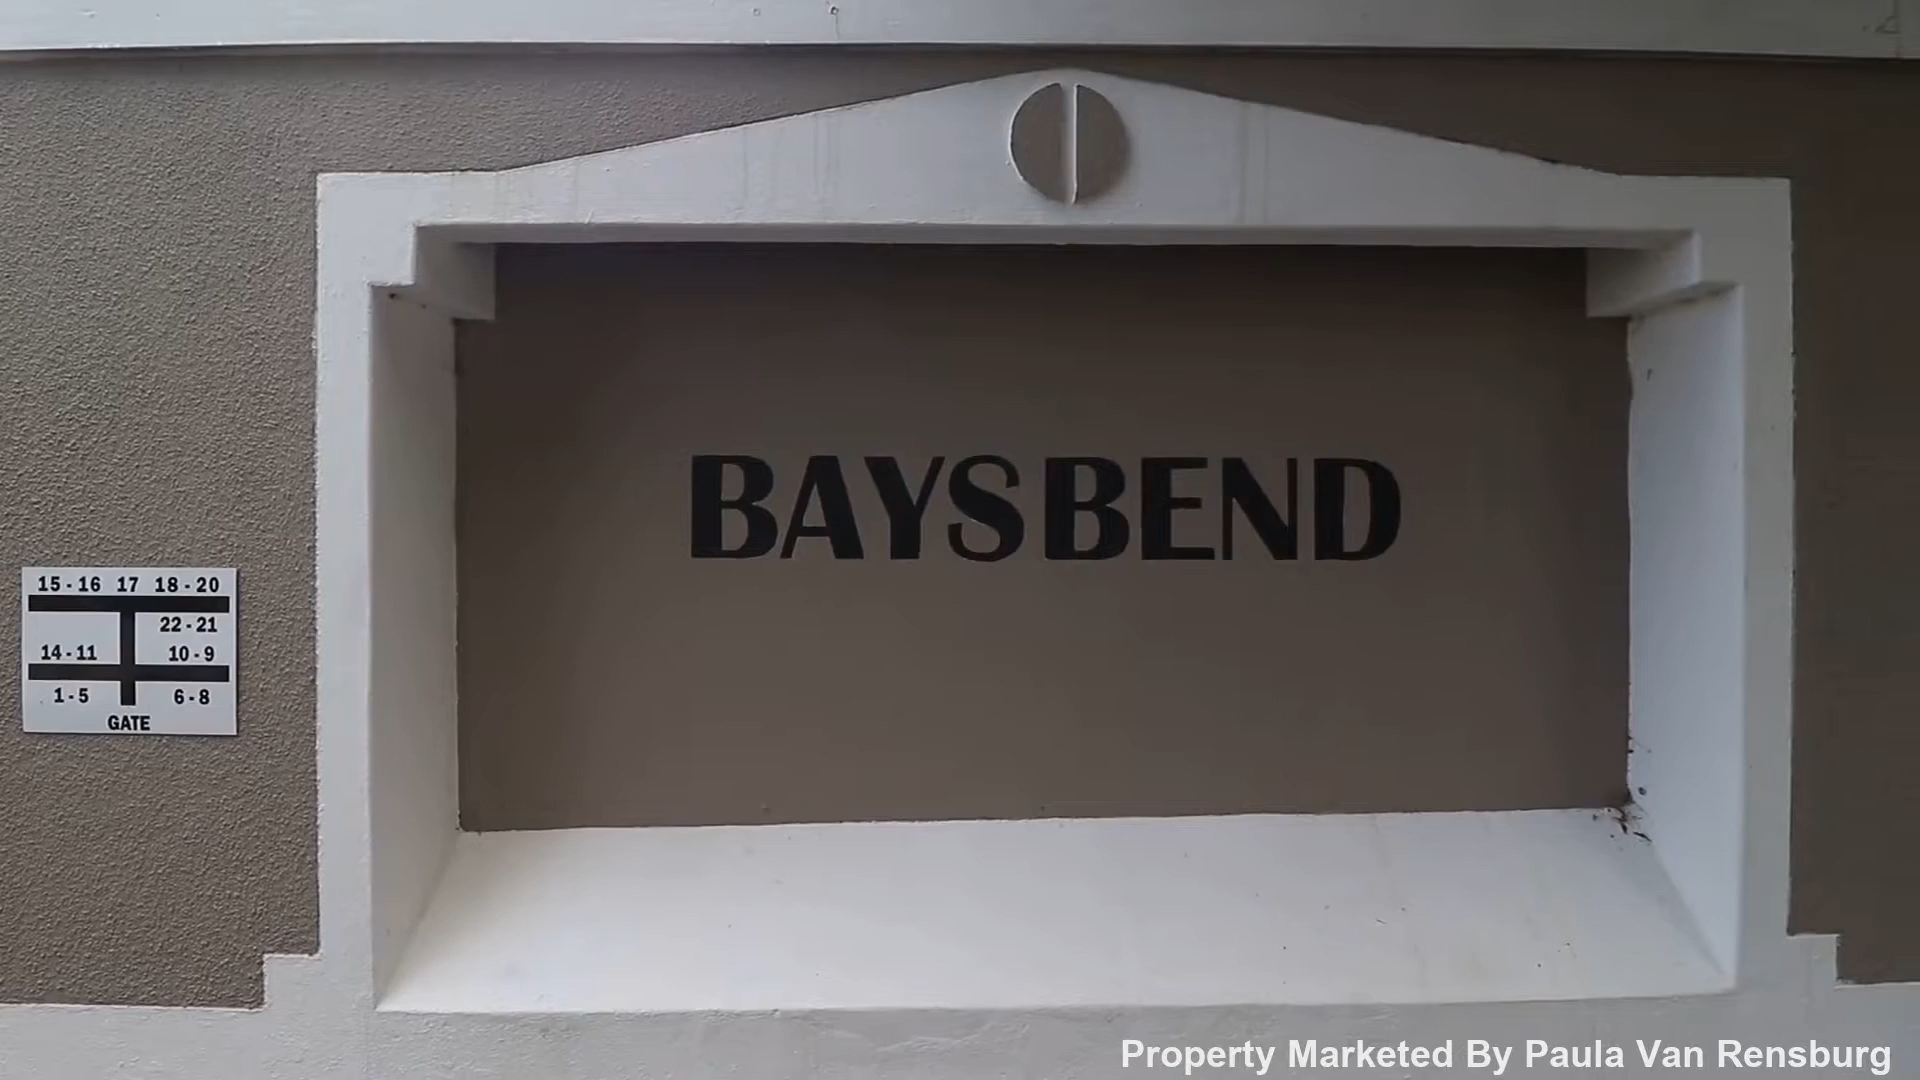 BAYSBEND
15 - 16 17 18 - 20
22 - 21
14 - 11 10 - 9
1 - 5 6 - 8
GATE
Property Marketed By Paula Van Rensburg